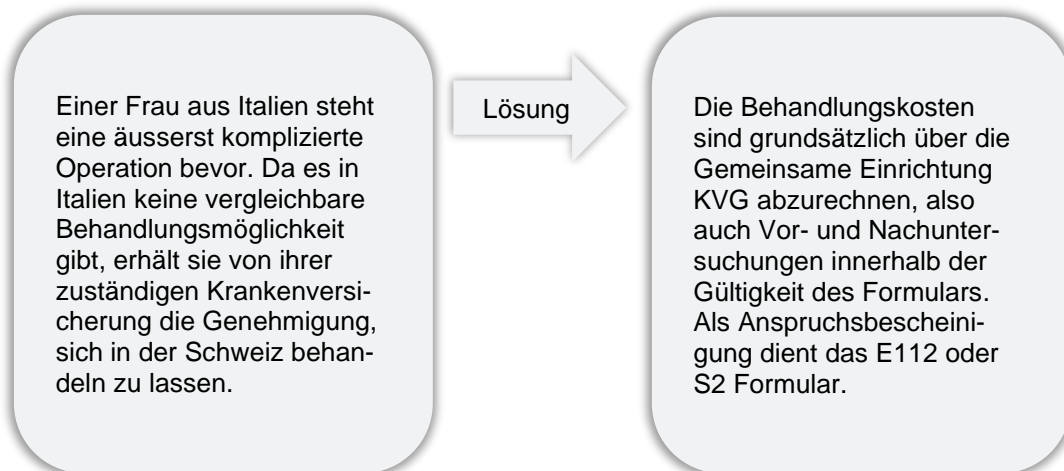 Einer Frau aus Italien steht
eine äusserst komplizierte
Operation bevor. Da es in
Italien keine vergleichbare
Behandlungsmöglichkeit
gibt, erhält sie von ihrer
zuständigen Krankenversi-
cherung die Genehmigung,
sich in der Schweiz behan-
deln zu lassen.
Lösung
Die Behandlungskosten
sind grundsätzlich über die
Gemeinsame Einrichtung
KVG abzurechnen, also
auch Vor- und Nachunter-
suchungen innerhalb der
Gültigkeit des Formulars.
Als Anspruchsbescheini-
gung dient das E112 oder
S2 Formular.